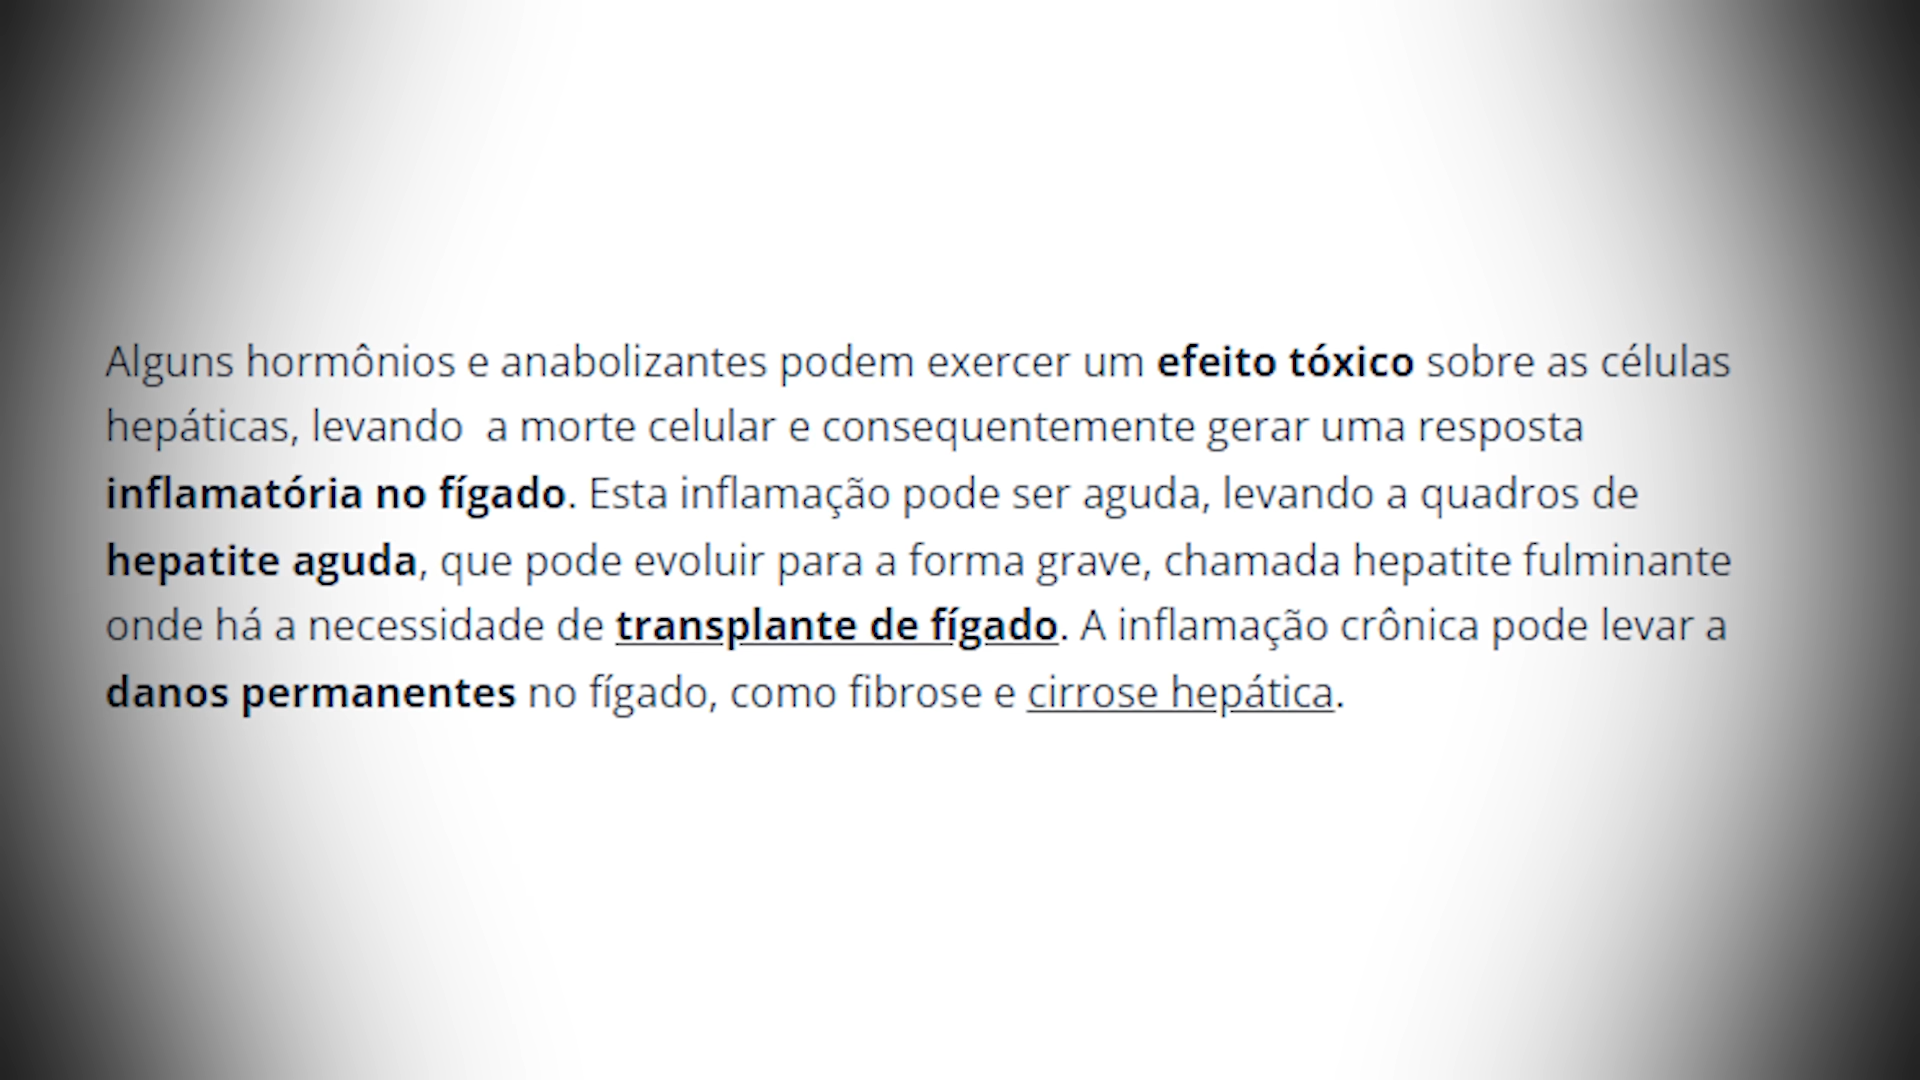 Alguns hormônios e anabolizantes podem exercer um efeito tóxico sobre as células
hepáticas, levando  a morte celular e consequentemente gerar uma resposta
inflamatória no fígado. Esta inflamação pode ser aguda, levando a quadros de
hepatite aguda, que pode evoluir para a forma grave, chamada hepatite fulminante
onde há a necessidade de transplante de fígado. A inflamação crônica pode levar a
danos permanentes no fígado, como fibrose e cirrose hepática.